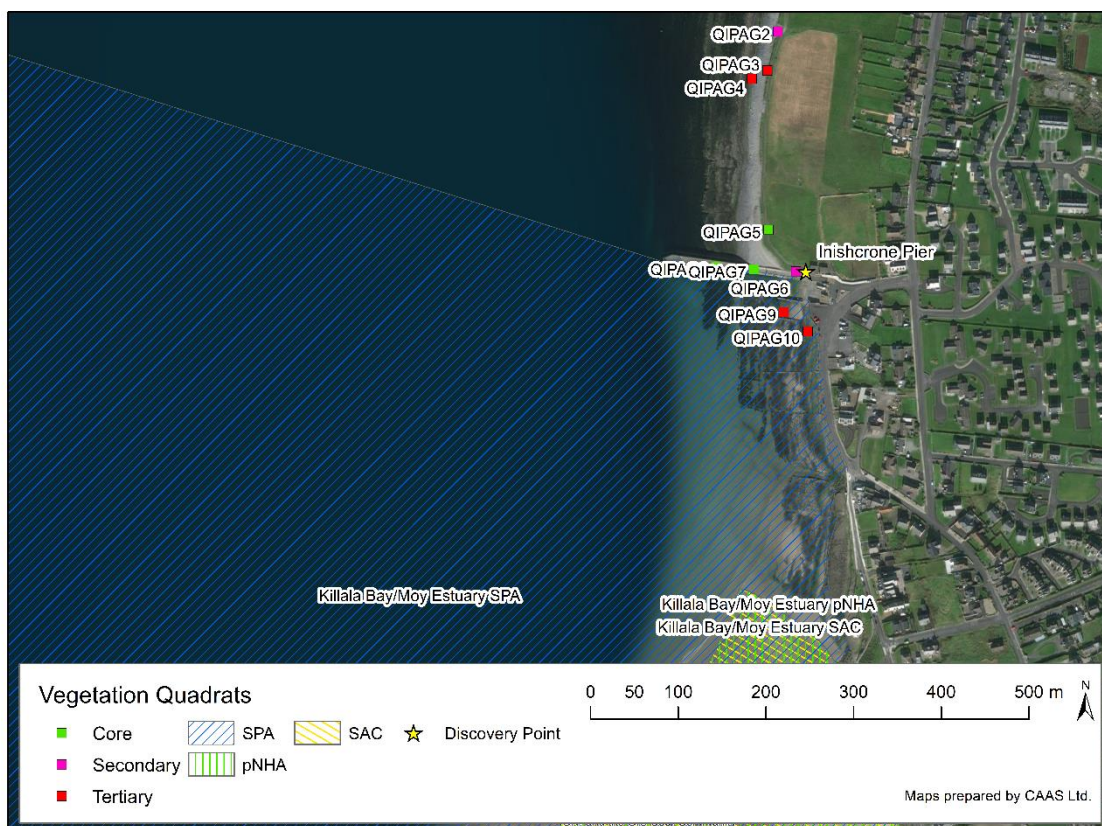 QIPAG2
QIPAG3
QIPAG4
QIPAG5
Inishcrone Pier
QIPAG7
QIPAG6
QIPAG9
QIPAG10
Killala Bay/Moy Estuary SPA
Killala Bay/Moy Estuary pNHA
Killala Bay/Moy Estuary SAC
Vegetation Quadrats
0 50 100 200 300 400 500 m
N
Core
SPA
SAC
Discovery Point
Secondary
pNHA
Tertiary
Maps prepared by CAAS Ltd.